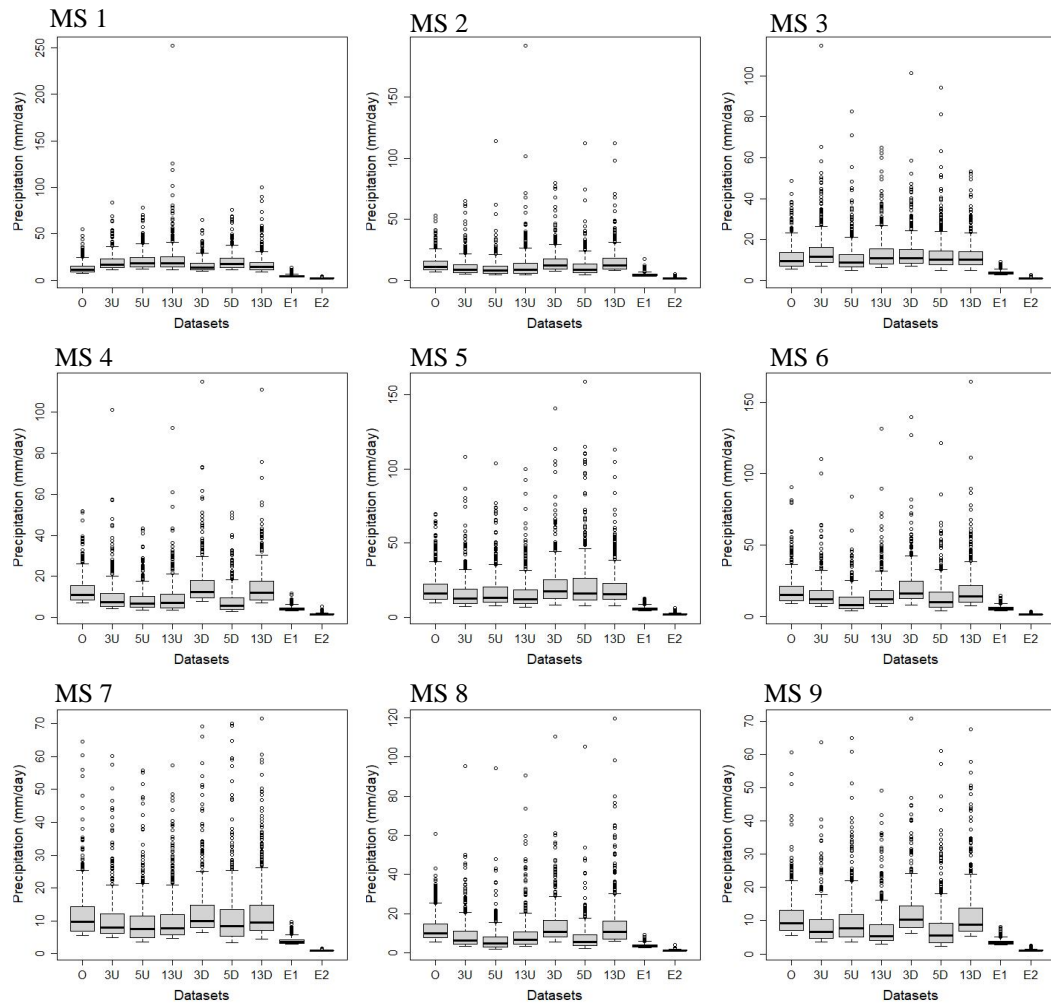 MS 1
MS 2
MS 3
Precipitation (mm/day)
250
200
150
100
50
0
O 3U 5U 13U 3D 5D 13D E1 E2
Datasets
Precipitation (mm/day)
150
100
50
0
O 3U 5U 13U 3D 5D 13D E1 E2
Datasets
Precipitation (mm/day)
100
80
60
40
20
0
O 3U 5U 13U 3D 5D 13D E1 E2
Datasets
MS 4
MS 5
MS 6
Precipitation (mm/day)
100
80
60
40
20
0
O 3U 5U 13U 3D 5D 13D E1 E2
Datasets
Precipitation (mm/day)
150
100
50
0
O 3U 5U 13U 3D 5D 13D E1 E2
Datasets
Precipitation (mm/day)
150
100
50
0
O 3U 5U 13U 3D 5D 13D E1 E2
Datasets
MS 7
MS 8
MS 9
Precipitation (mm/day)
70
60
50
40
30
20
10
0
O 3U 5U 13U 3D 5D 13D E1 E2
Datasets
Precipitation (mm/day)
120
100
80
60
40
20
0
O 3U 5U 13U 3D 5D 13D E1 E2
Datasets
Precipitation (mm/day)
70
60
50
40
30
20
10
0
O 3U 5U 13U 3D 5D 13D E1 E2
Datasets